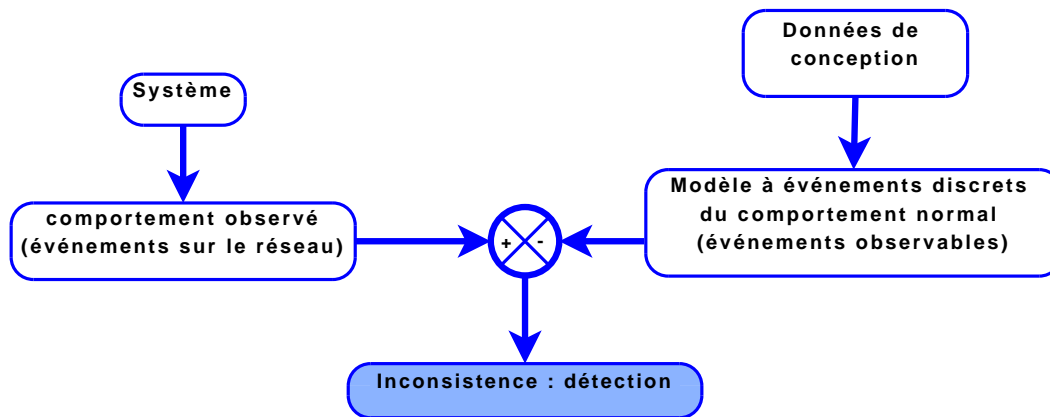 Données de
conception
Système
Modèle à événements discrets
du comportement normal
(événements observables)
comportement observé
(événements sur le réseau)
+ -
Inconsistence : détection